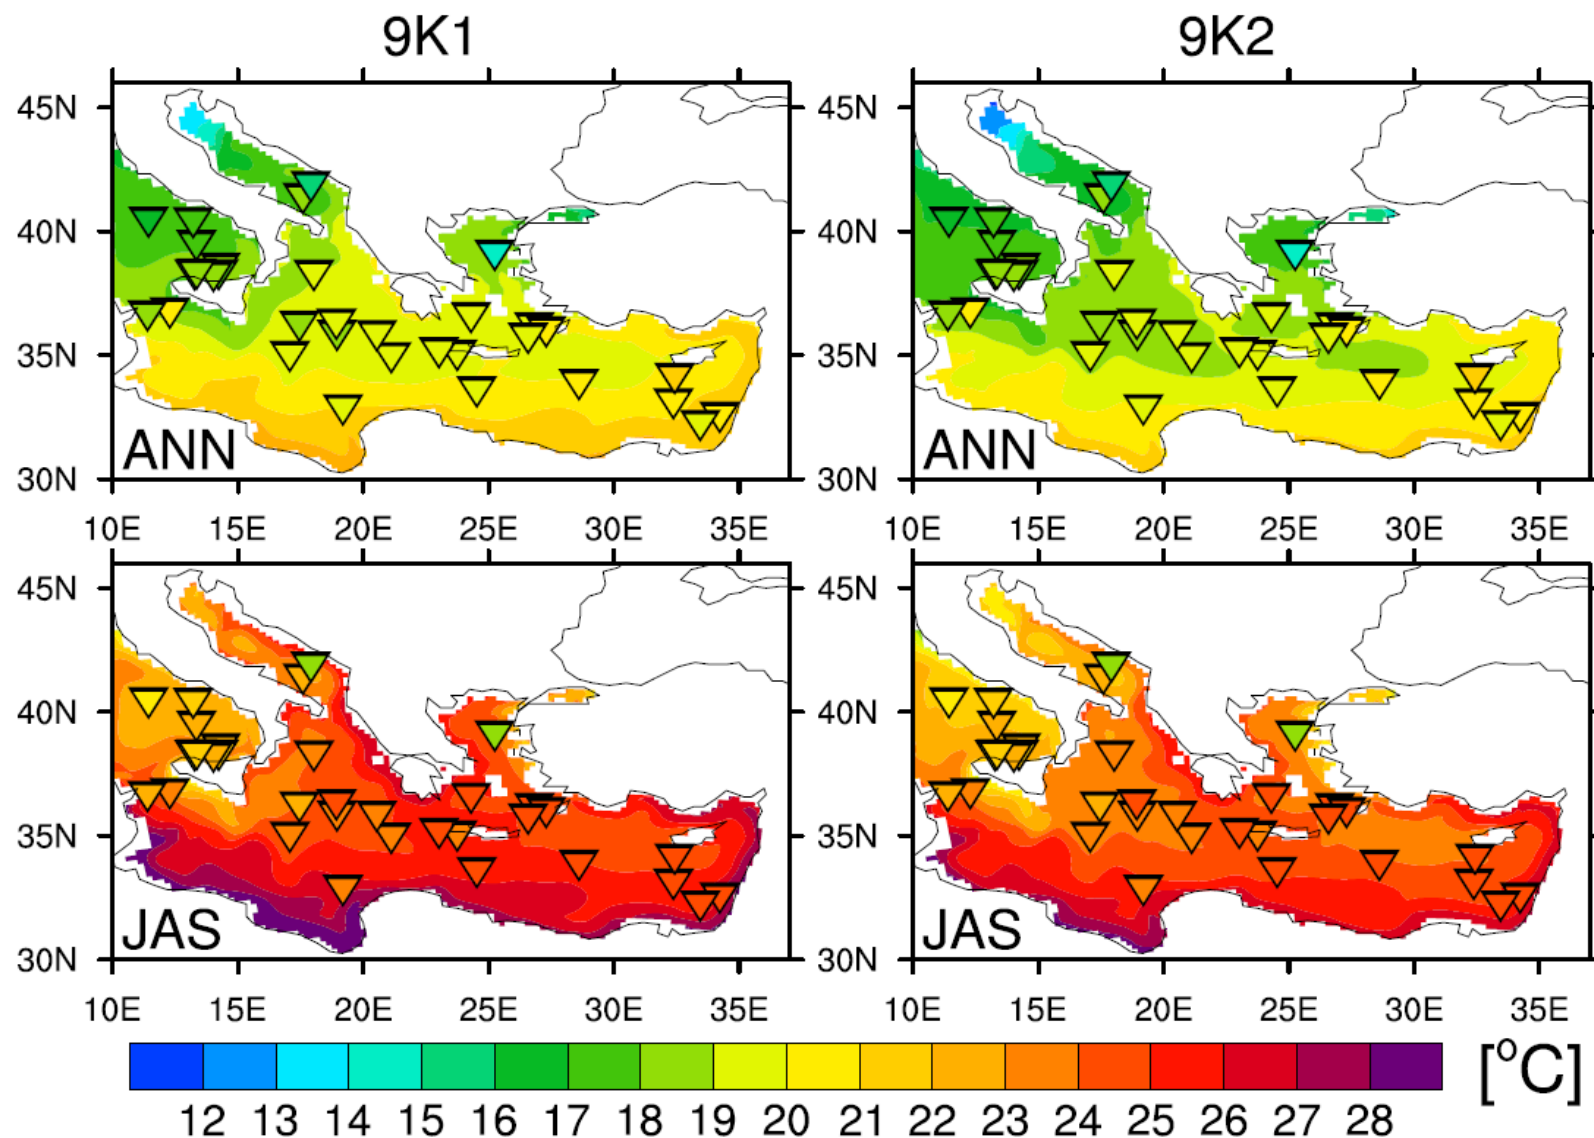 9K1 9K2
45N 45N
40N 40N
35N 35N
ANN ANN
30N 30N
10E 15E 20E 25E 30E 35E 10E 15E 20E 25E 30E 35E
45N 45N
40N 40N
35N 35N
JAS JAS
30N 30N
10E 15E 20E 25E 30E 35E 10E 15E 20E 25E 30E 35E
[°C]
12 13 14 15 16 17 18 19 20 21 22 23 24 25 26 27 28